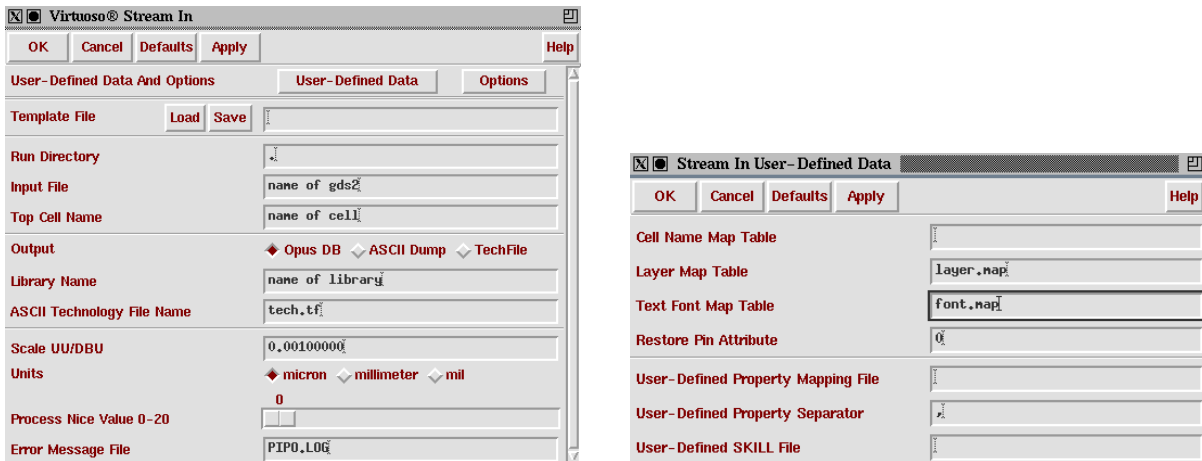 Virtuoso® Stream In
OK Cancel Defaults Apply Help
User-Defined Data And Options User-Defined Data Options
Template File Load Save
Run Directory .
Input File name of gds2
Top Cell Name name of cell
Output Opus DB ASCII Dump TechFile
Library Name name of library
ASCII Technology File Name tech.tf
Scale UU/DBU 0.00100000
Units micron millimeter mil
0
Process Nice Value 0-20
Error Message File PIPO.LOG
Stream In User-Defined Data
OK Cancel Defaults Apply Help
Cell Name Map Table
Layer Map Table layer.map
Text Font Map Table font.map
Restore Pin Attribute 0
User-Defined Property Mapping File
User-Defined Property Separator ,
User-Defined SKILL File